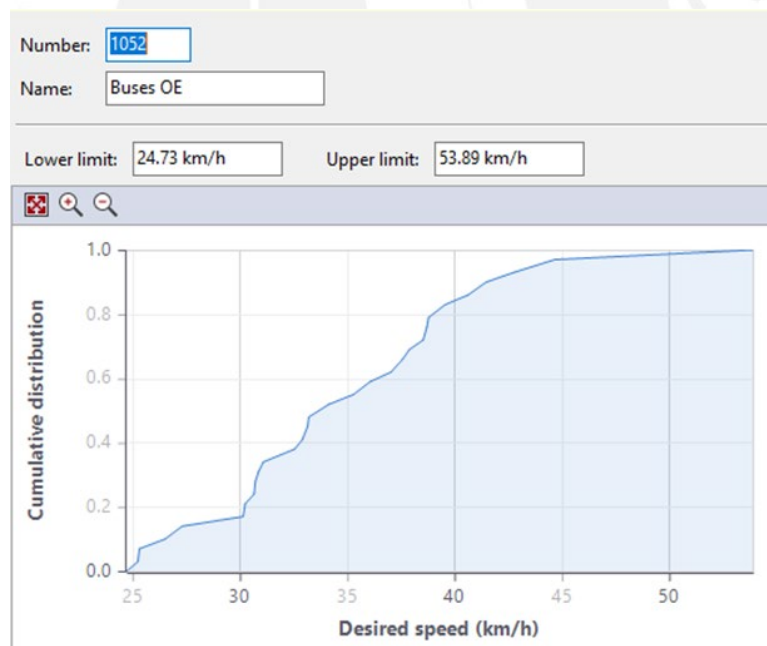 Number: 1052
Name: Buses OE
Lower limit: 24.73 km/h Upper limit: 53.89 km/h
1.0
0.8
0.6
0.4
0.2
0.0
Cumulative distribution
25 30 35 40 45 50
Desired speed (km/h)